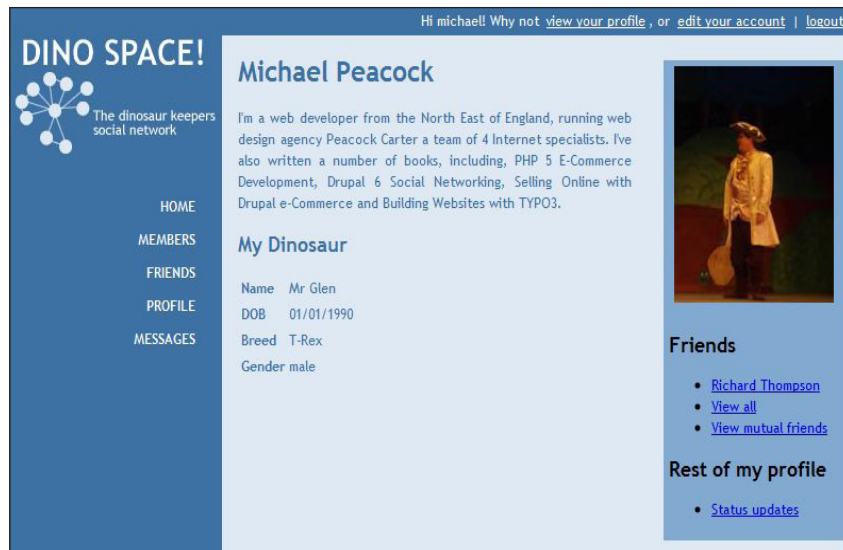 Hi michael! Why not view your profile , or edit your account | logout
DINO SPACE!
The dinosaur keepers
social network
HOME
MEMBERS
FRIENDS
PROFILE
MESSAGES
Michael Peacock
I'm a web developer from the North East of England, running web
design agency Peacock Carter a team of 4 Internet specialists. I've
also written a number of books, including, PHP 5 E-Commerce
Development, Drupal 6 Social Networking, Selling Online with
Drupal e-Commerce and Building Websites with TYPO3.
My Dinosaur
Name Mr Glen
DOB 01/01/1990
Breed T-Rex
Gender male
Friends
Richard Thompson
View all
View mutual friends
Rest of my profile
Status updates